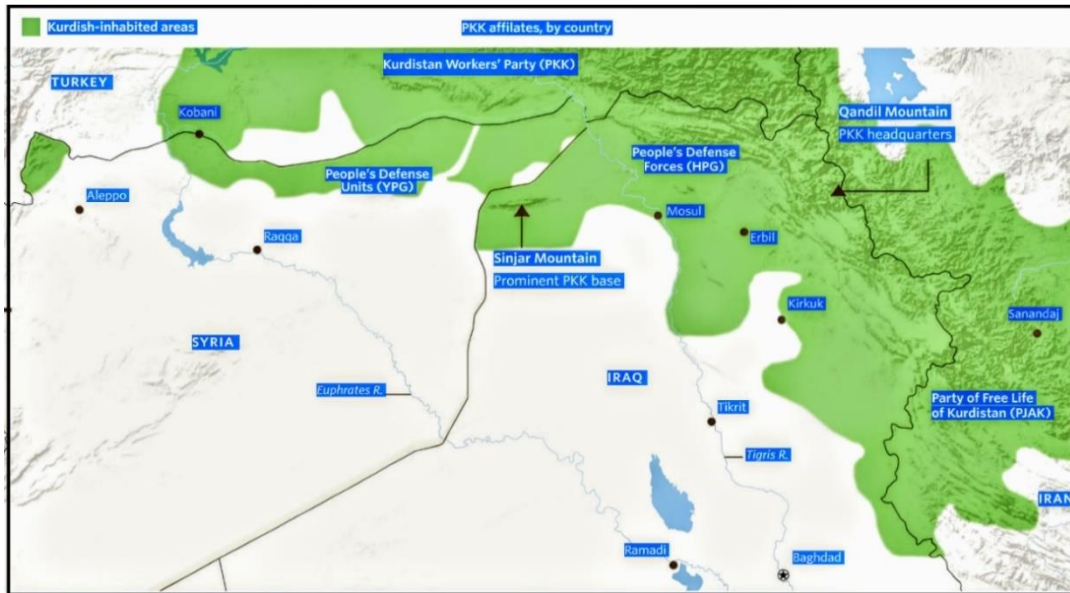 Kurdish-inhabited areas
PKK affiliates, by country
TURKEY
Kurdistan Workers' Party (PKK)
Kobani
Qandil Mountain
PKK headquarters
People's Defense
Units (YPG)
People's Defense
Forces (HPG)
Aleppo
Mosul
Raqqa
Erbil
Sinjar Mountain
Prominent PKK base
Kirkuk
Sanandaj
SYRIA
Euphrates R.
IRAQ
Party of Free Life
of Kurdistan (PJAK)
Tikrit
Tigris R.
IRAN
Ramadi
Baghdad